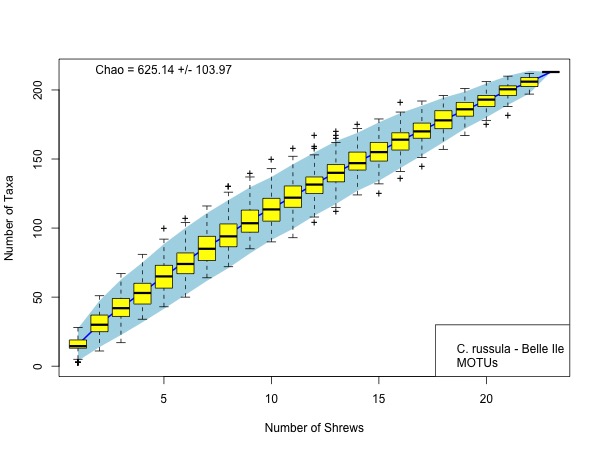 Chao = 625.14 +/- 103.97
Number of Taxa
200
150
100
50
0
C. russula - Belle Ile
MOTUs
5
10
15
20
Number of Shrews